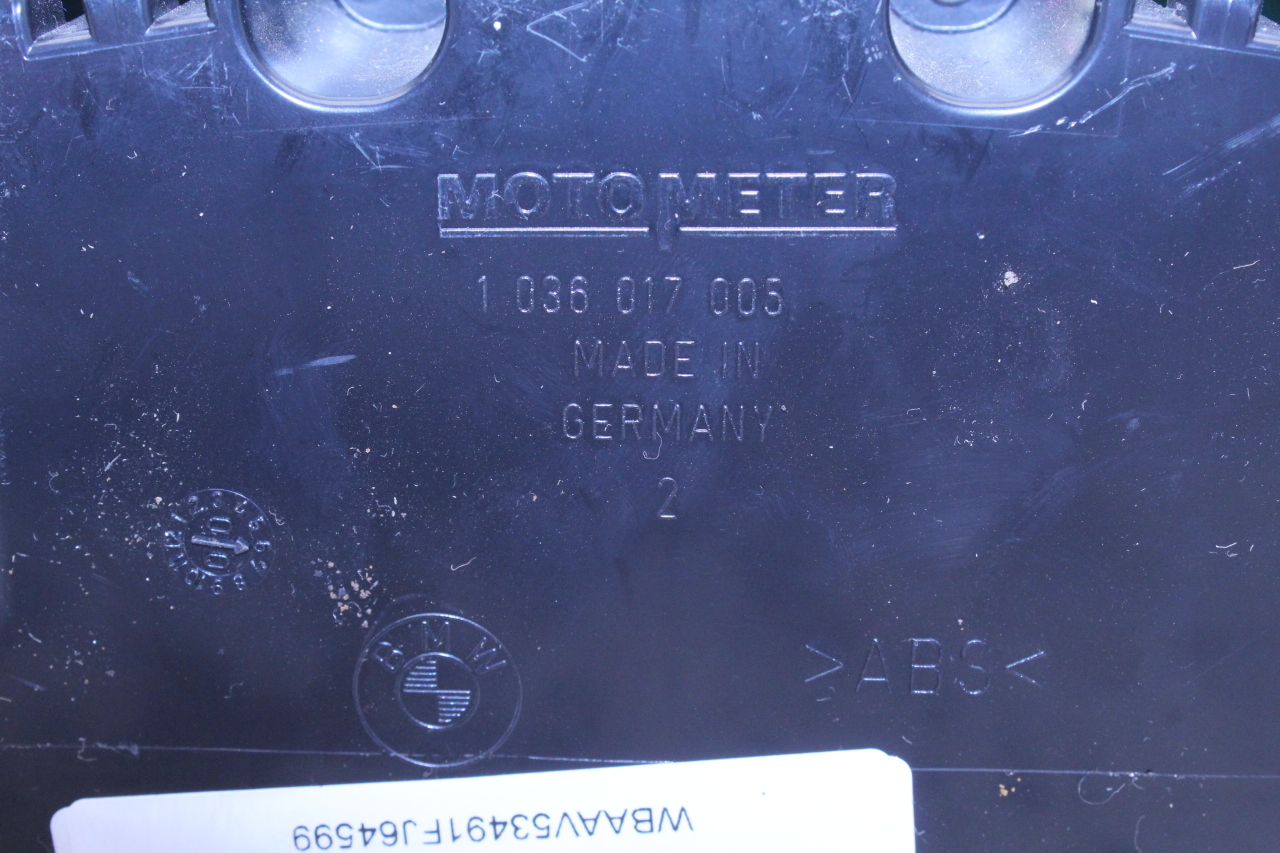 MOTOMETER
1 036 017 005
MADE IN
GERMANY
2
BMW
>ABS<
WBAAV53491FJ64599